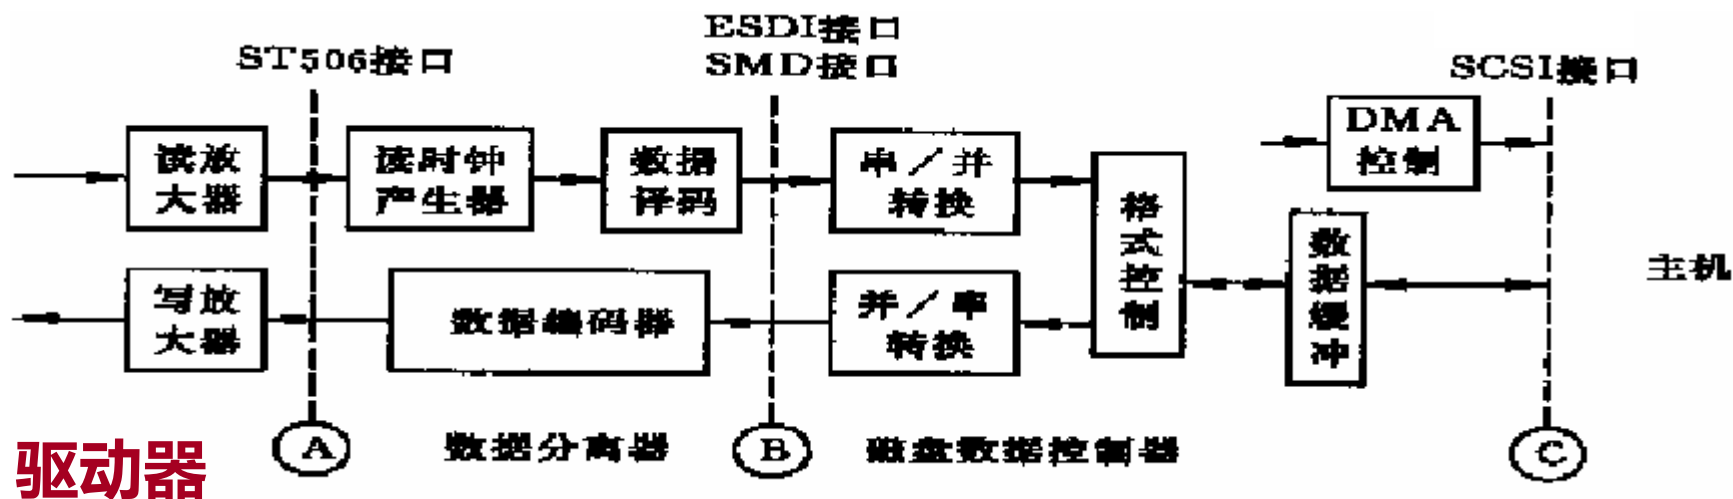 ESDI接口
ST506接口
SMD接口
SCSI接口
DMA
控制
读放
大器
读时钟
产生器
数据
译码
串／并
转换
格式控制
数据缓冲
主机
写放
大器
数据编码器
并／串
转换
A
数据分离器
B
磁盘数据控制器
C
驱动器